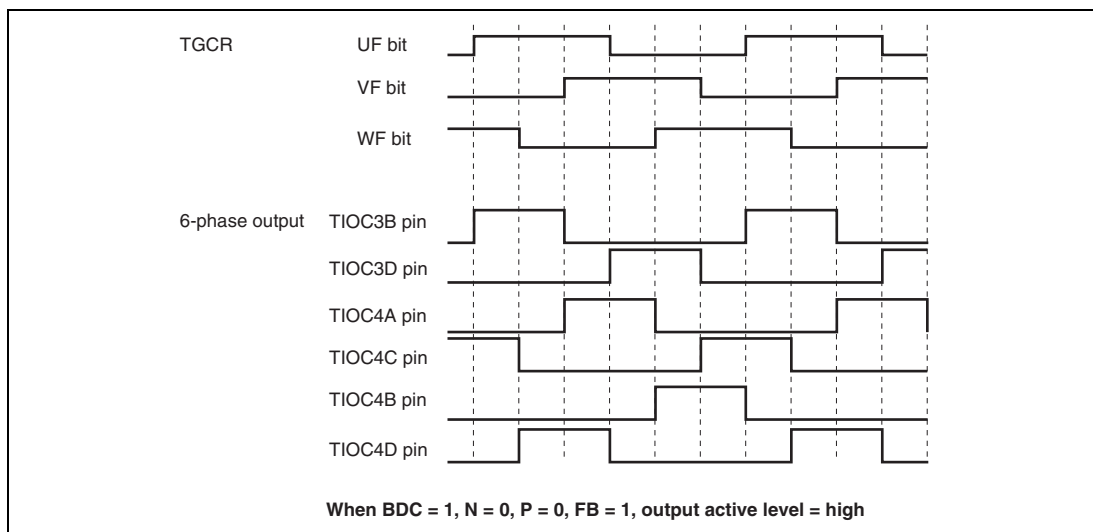 TGCR UF bit
VF bit
WF bit
6-phase output TIOC3B pin
TIOC3D pin
TIOC4A pin
TIOC4C pin
TIOC4B pin
TIOC4D pin
When BDC = 1, N = 0, P = 0, FB = 1, output active level = high